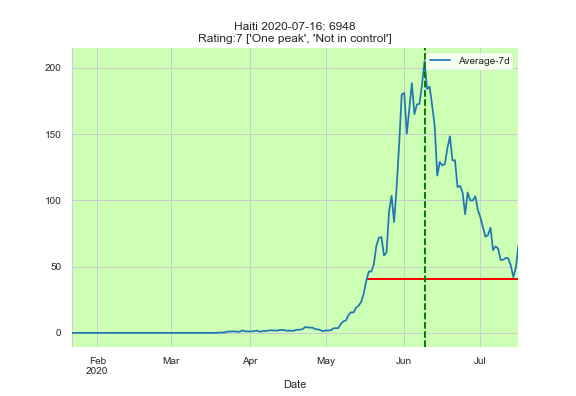 Haiti 2020-07-16: 6948
Rating:7 ['One peak', 'Not in control']
Average-7d
200
150
100
50
0
Feb
2020
Mar
Apr
May
Jun
Jul
Date